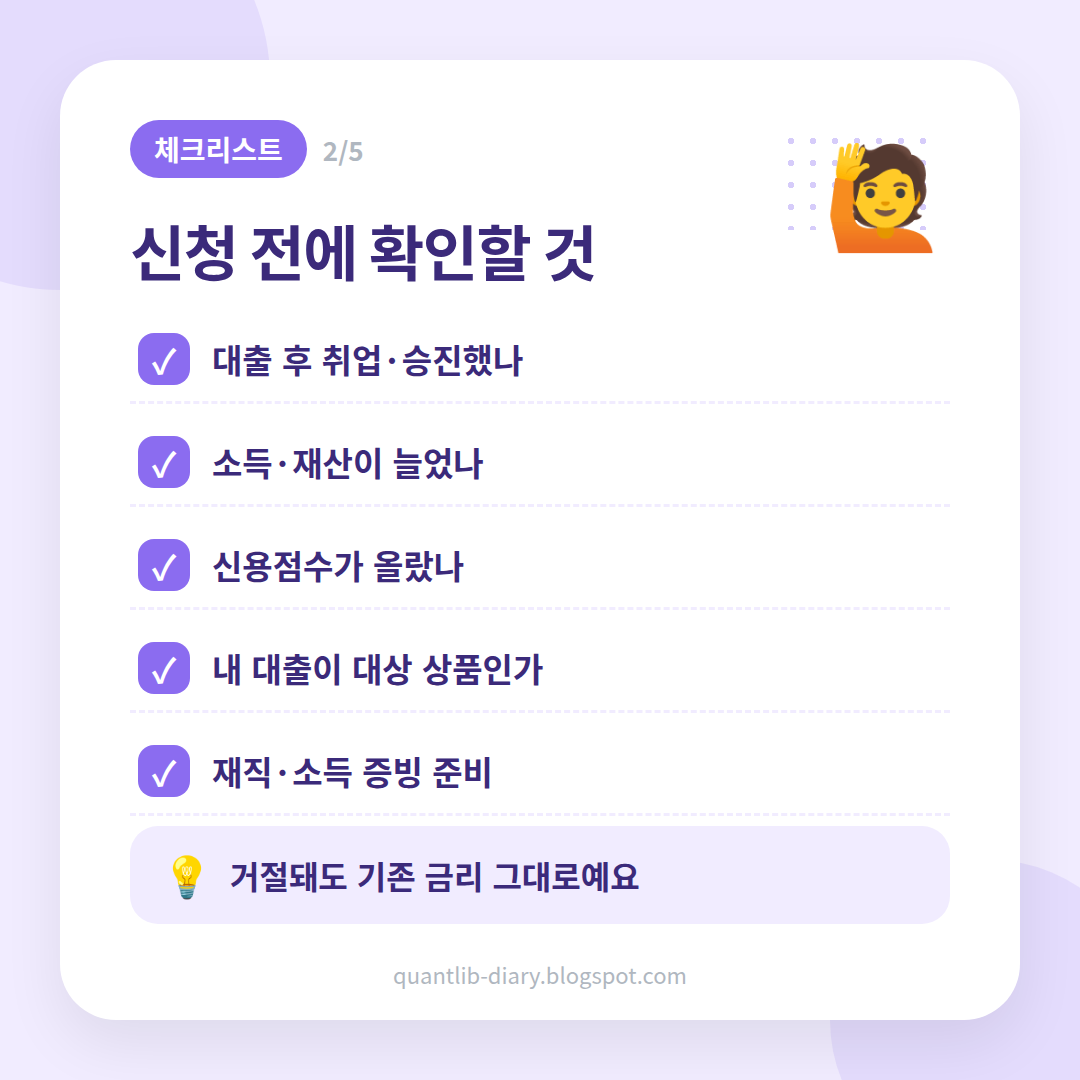 체크리스트 2/5
신청 전에 확인할 것
대출 후 취업·승진했나
소득·재산이 늘었나
신용점수가 올랐나
내 대출이 대상 상품인가
재직·소득 증빙 준비
거절돼도 기존 금리 그대로예요
quantlib-diary.blogspot.com